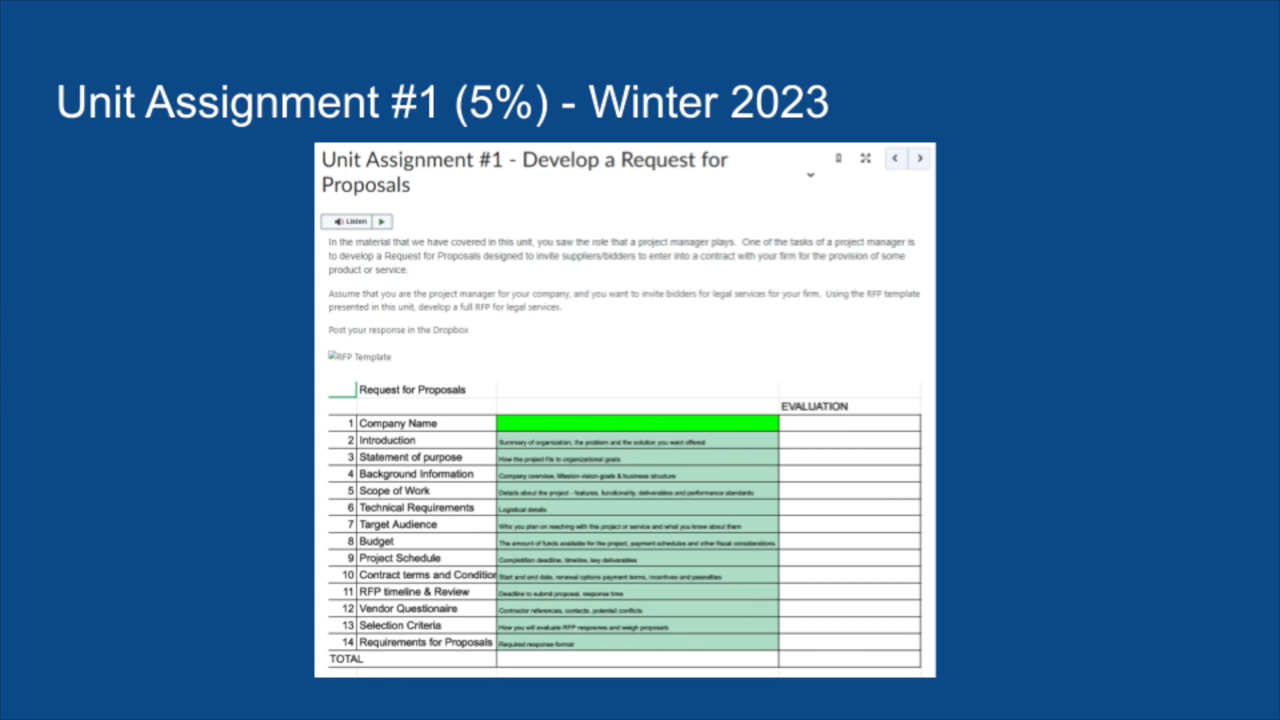 Unit Assignment #1 (5%) - Winter 2023
Unit Assignment #1 - Develop a Request for
Proposals
Listen
In the material that we have covered in this unit, you saw the role that a project manager plays. One of the tasks of a project manager is
to develop a Request for Proposals designed to invite suppliers/bidders to enter into a contract with your firm for the provision of some
product or service.
Assume that you are the project manager for your company, and you want to invite bidders for legal services for your firm. Using the RFP template
presented in this unit, develop a full RFP for legal services.
Post your response in the Dropbox
RFP Template
Request for Proposals
EVALUATION
1 Company Name
2 Introduction Summary of organization, the problem and the solution you want offered
3 Statement of purpose How the project fits to organizational goals
4 Background Information Company overview, Mission-vision-goals & business structure
5 Scope of Work Details about the project - features, functionality, deliverables and performance standards
6 Technical Requirements Logistical details
7 Target Audience Who you plan on reaching with this project or service and what you know about them
8 Budget The amount of funds available for the project, payment schedules and other fiscal considerations
9 Project Schedule Completition deadline, timeline, key deliverables
10 Contract terms and Condition Start and end date, renewal options payment terms, incentives and
11 RFP timeline & Review Deadline to submit proposal, response time
12 Vendor Questionaire Contractor references, contacts, potential conflicts
13 Selection Criteria How you will evaluate RFP and weigh proposals
14 Requirements for Proposals Required response format
TOTAL